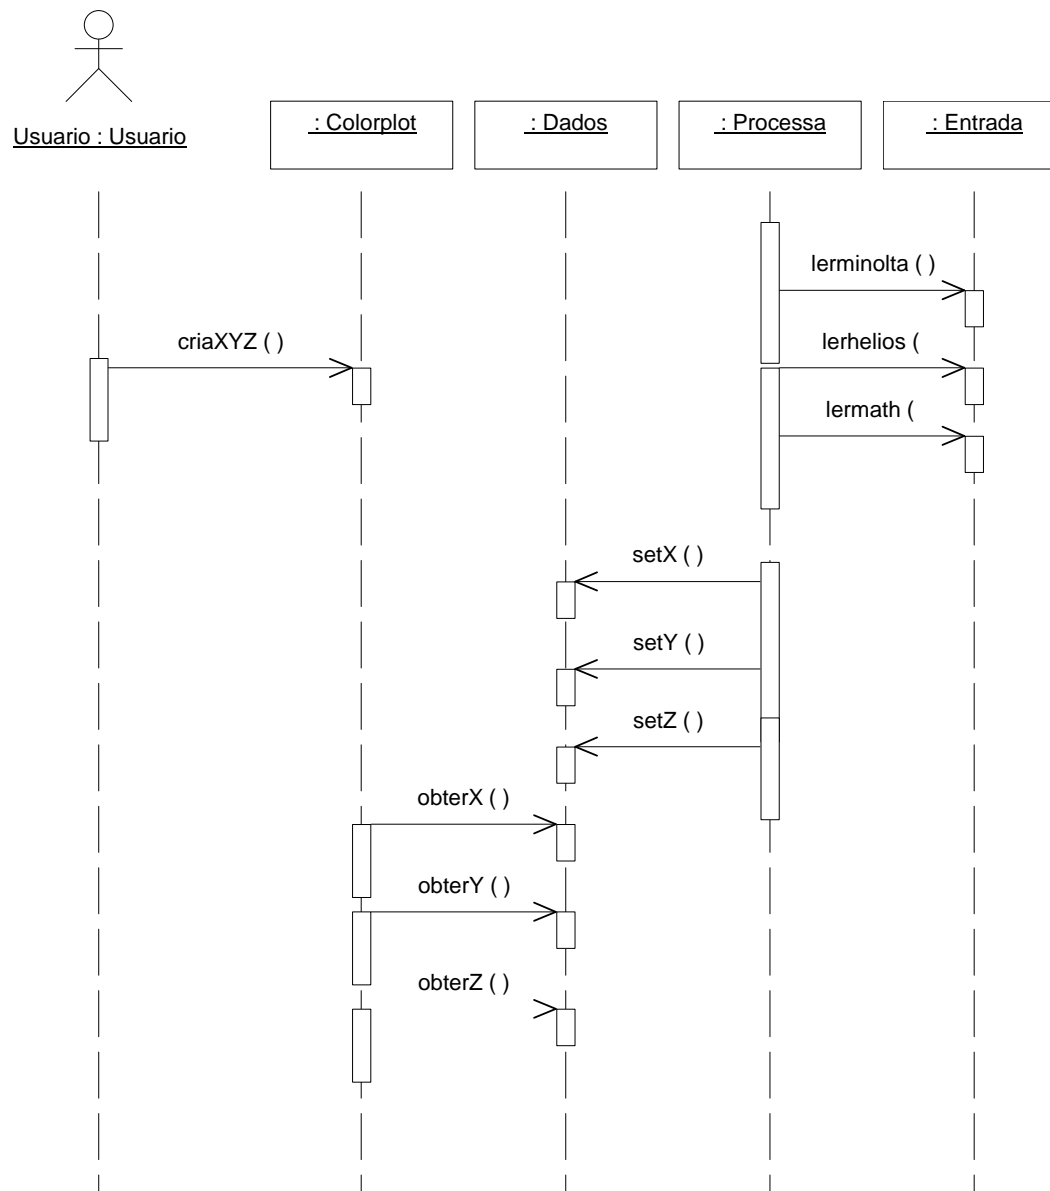 Usuario : Usuario
: Colorplot
: Dados
: Processa
: Entrada
lerminolta ( )
criaXYZ ( )
lerhelios (
lermath (
setX ( )
setY ( )
setZ ( )
obterX ( )
obterY ( )
obterZ ( )